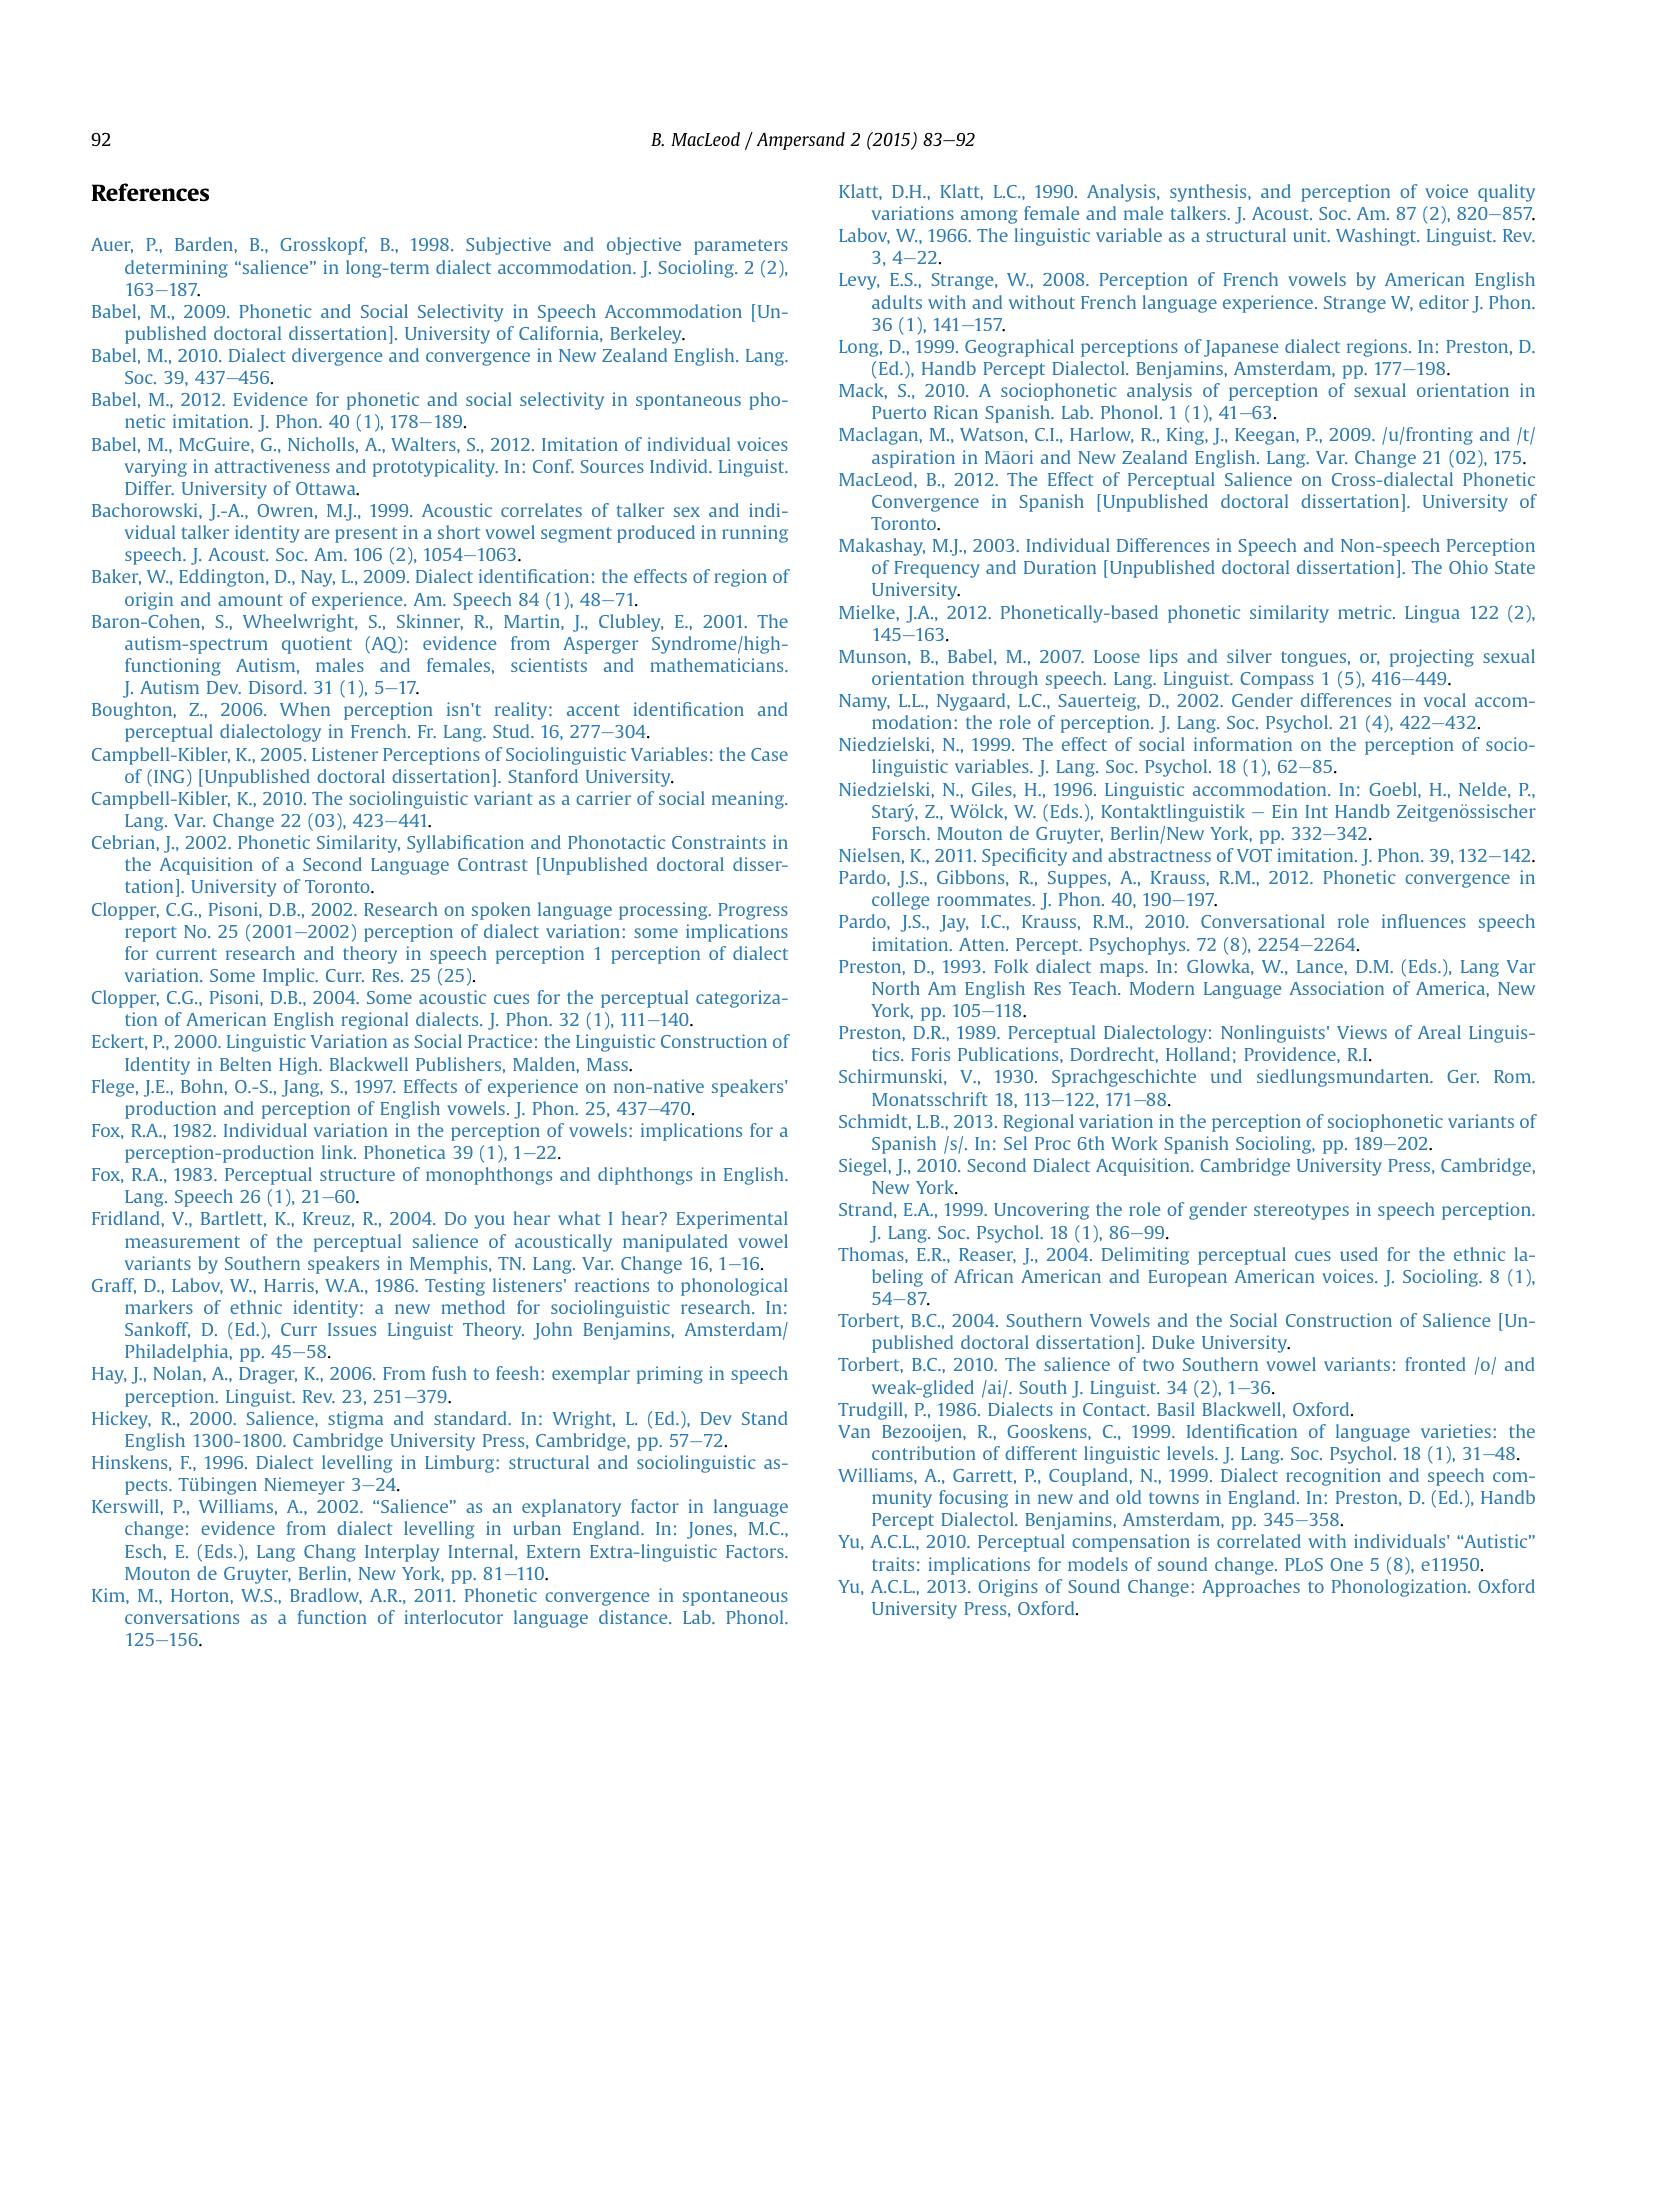 92
B. MacLeod / Ampersand 2 (2015) 83–92
References
Auer, P., Barden, B., Grosskopf, B., 1998. Subjective and objective parameters
determining “salience” in long-term dialect accommodation. J. Socioling. 2 (2),
163–187.
Babel, M., 2009. Phonetic and Social Selectivity in Speech Accommodation [Un-
published doctoral dissertation]. University of California, Berkeley.
Babel, M., 2010. Dialect divergence and convergence in New Zealand English. Lang.
Soc. 39, 437–456.
Babel, M., 2012. Evidence for phonetic and social selectivity in spontaneous pho-
netic imitation. J. Phon. 40 (1), 178–189.
Babel, M., McGuire, G., Nicholls, A., Walters, S., 2012. Imitation of individual voices
varying in attractiveness and prototypicality. In: Conf. Sources Individ. Linguist.
Differ. University of Ottawa.
Bachorowski, J.-A., Owren, M.J., 1999. Acoustic correlates of talker sex and indi-
vidual talker identity are present in a short vowel segment produced in running
speech. J. Acoust. Soc. Am. 106 (2), 1054–1063.
Baker, W., Eddington, D., Nay, L., 2009. Dialect identification: the effects of region of
origin and amount of experience. Am. Speech 84 (1), 48–71.
Baron-Cohen, S., Wheelwright, S., Skinner, R., Martin, J., Clubley, E., 2001. The
autism-spectrum quotient (AQ): evidence from Asperger Syndrome/high-
functioning Autism, males and females, scientists and mathematicians.
J. Autism Dev. Disord. 31 (1), 5–17.
Boughton, Z., 2006. When perception isn't reality: accent identification and
perceptual dialectology in French. Fr. Lang. Stud. 16, 277–304.
Campbell-Kibler, K., 2005. Listener Perceptions of Sociolinguistic Variables: the Case
of (ING) [Unpublished doctoral dissertation]. Stanford University.
Campbell-Kibler, K., 2010. The sociolinguistic variant as a carrier of social meaning.
Lang. Var. Change 22 (03), 423–441.
Cebrian, J., 2002. Phonetic Similarity, Syllabification and Phonotactic Constraints in
the Acquisition of a Second Language Contrast [Unpublished doctoral disser-
tation]. University of Toronto.
Clopper, C.G., Pisoni, D.B., 2002. Research on spoken language processing. Progress
report No. 25 (2001–2002) perception of dialect variation: some implications
for current research and theory in speech perception 1 perception of dialect
variation. Some Implic. Curr. Res. 25 (25).
Clopper, C.G., Pisoni, D.B., 2004. Some acoustic cues for the perceptual categoriza-
tion of American English regional dialects. J. Phon. 32 (1), 111–140.
Eckert, P., 2000. Linguistic Variation as Social Practice: the Linguistic Construction of
Identity in Belten High. Blackwell Publishers, Malden, Mass.
Flege, J.E., Bohn, O.-S., Jang, S., 1997. Effects of experience on non-native speakers'
production and perception of English vowels. J. Phon. 25, 437–470.
Fox, R.A., 1982. Individual variation in the perception of vowels: implications for a
perception-production link. Phonetica 39 (1), 1–22.
Fox, R.A., 1983. Perceptual structure of monophthongs and diphthongs in English.
Lang. Speech 26 (1), 21–60.
Fridland, V., Bartlett, K., Kreuz, R., 2004. Do you hear what I hear? Experimental
measurement of the perceptual salience of acoustically manipulated vowel
variants by Southern speakers in Memphis, TN. Lang. Var. Change 16, 1–16.
Graff, D., Labov, W., Harris, W.A., 1986. Testing listeners' reactions to phonological
markers of ethnic identity: a new method for sociolinguistic research. In:
Sankoff, D. (Ed.), Curr Issues Linguist Theory. John Benjamins, Amsterdam/
Philadelphia, pp. 45–58.
Hay, J., Nolan, A., Drager, K., 2006. From fush to feesh: exemplar priming in speech
perception. Linguist. Rev. 23, 251–379.
Hickey, R., 2000. Salience, stigma and standard. In: Wright, L. (Ed.), Dev Stand
English 1300-1800. Cambridge University Press, Cambridge, pp. 57–72.
Hinskens, F., 1996. Dialect levelling in Limburg: structural and sociolinguistic as-
pects. Tübingen Niemeyer 3–24.
Kerswill, P., Williams, A., 2002. “Salience” as an explanatory factor in language
change: evidence from dialect levelling in urban England. In: Jones, M.C.,
Esch, E. (Eds.), Lang Chang Interplay Internal, Extern Extra-linguistic Factors.
Mouton de Gruyter, Berlin, New York, pp. 81–110.
Kim, M., Horton, W.S., Bradlow, A.R., 2011. Phonetic convergence in spontaneous
conversations as a function of interlocutor language distance. Lab. Phonol.
125–156.
Klatt, D.H., Klatt, L.C., 1990. Analysis, synthesis, and perception of voice quality
variations among female and male talkers. J. Acoust. Soc. Am. 87 (2), 820–857.
Labov, W., 1966. The linguistic variable as a structural unit. Washingt. Linguist. Rev.
3, 4–22.
Levy, E.S., Strange, W., 2008. Perception of French vowels by American English
adults with and without French language experience. Strange W, editor J. Phon.
36 (1), 141–157.
Long, D., 1999. Geographical perceptions of Japanese dialect regions. In: Preston, D.
(Ed.), Handb Percept Dialectol. Benjamins, Amsterdam, pp. 177–198.
Mack, S., 2010. A sociophonetic analysis of perception of sexual orientation in
Puerto Rican Spanish. Lab. Phonol. 1 (1), 41–63.
Maclagan, M., Watson, C.I., Harlow, R., King, J., Keegan, P., 2009. /u/fronting and /t/
aspiration in Māori and New Zealand English. Lang. Var. Change 21 (02), 175.
MacLeod, B., 2012. The Effect of Perceptual Salience on Cross-dialectal Phonetic
Convergence in Spanish [Unpublished doctoral dissertation]. University of
Toronto.
Makashay, M.J., 2003. Individual Differences in Speech and Non-speech Perception
of Frequency and Duration [Unpublished doctoral dissertation]. The Ohio State
University.
Mielke, J.A., 2012. Phonetically-based phonetic similarity metric. Lingua 122 (2),
145–163.
Munson, B., Babel, M., 2007. Loose lips and silver tongues, or, projecting sexual
orientation through speech. Lang. Linguist. Compass 1 (5), 416–449.
Namy, L.L., Nygaard, L.C., Sauerteig, D., 2002. Gender differences in vocal accom-
modation: the role of perception. J. Lang. Soc. Psychol. 21 (4), 422–432.
Niedzielski, N., 1999. The effect of social information on the perception of socio-
linguistic variables. J. Lang. Soc. Psychol. 18 (1), 62–85.
Niedzielski, N., Giles, H., 1996. Linguistic accommodation. In: Goebl, H., Nelde, P.,
Starý, Z., Wölck, W. (Eds.), Kontaktlinguistik – Ein Int Handb Zeitgenössischer
Forsch. Mouton de Gruyter, Berlin/New York, pp. 332–342.
Nielsen, K., 2011. Specificity and abstractness of VOT imitation. J. Phon. 39, 132–142.
Pardo, J.S., Gibbons, R., Suppes, A., Krauss, R.M., 2012. Phonetic convergence in
college roommates. J. Phon. 40, 190–197.
Pardo, J.S., Jay, I.C., Krauss, R.M., 2010. Conversational role influences speech
imitation. Atten. Percept. Psychophys. 72 (8), 2254–2264.
Preston, D., 1993. Folk dialect maps. In: Glowka, W., Lance, D.M. (Eds.), Lang Var
North Am English Res Teach. Modern Language Association of America, New
York, pp. 105–118.
Preston, D.R., 1989. Perceptual Dialectology: Nonlinguists' Views of Areal Linguis-
tics. Foris Publications, Dordrecht, Holland; Providence, R.I.
Schirmunski, V., 1930. Sprachgeschichte und siedlungsmundarten. Ger. Rom.
Monatsschrift 18, 113–122, 171–88.
Schmidt, L.B., 2013. Regional variation in the perception of sociophonetic variants of
Spanish /s/. In: Sel Proc 6th Work Spanish Socioling, pp. 189–202.
Siegel, J., 2010. Second Dialect Acquisition. Cambridge University Press, Cambridge,
New York.
Strand, E.A., 1999. Uncovering the role of gender stereotypes in speech perception.
J. Lang. Soc. Psychol. 18 (1), 86–99.
Thomas, E.R., Reaser, J., 2004. Delimiting perceptual cues used for the ethnic la-
beling of African American and European American voices. J. Socioling. 8 (1),
54–87.
Torbert, B.C., 2004. Southern Vowels and the Social Construction of Salience [Un-
published doctoral dissertation]. Duke University.
Torbert, B.C., 2010. The salience of two Southern vowel variants: fronted /o/ and
weak-glided /ai/. South J. Linguist. 34 (2), 1–36.
Trudgill, P., 1986. Dialects in Contact. Basil Blackwell, Oxford.
Van Bezooijen, R., Gooskens, C., 1999. Identification of language varieties: the
contribution of different linguistic levels. J. Lang. Soc. Psychol. 18 (1), 31–48.
Williams, A., Garrett, P., Coupland, N., 1999. Dialect recognition and speech com-
munity focusing in new and old towns in England. In: Preston, D. (Ed.), Handb
Percept Dialectol. Benjamins, Amsterdam, pp. 345–358.
Yu, A.C.L., 2010. Perceptual compensation is correlated with individuals' “Autistic”
traits: implications for models of sound change. PLoS One 5 (8), e11950.
Yu, A.C.L., 2013. Origins of Sound Change: Approaches to Phonologization. Oxford
University Press, Oxford.